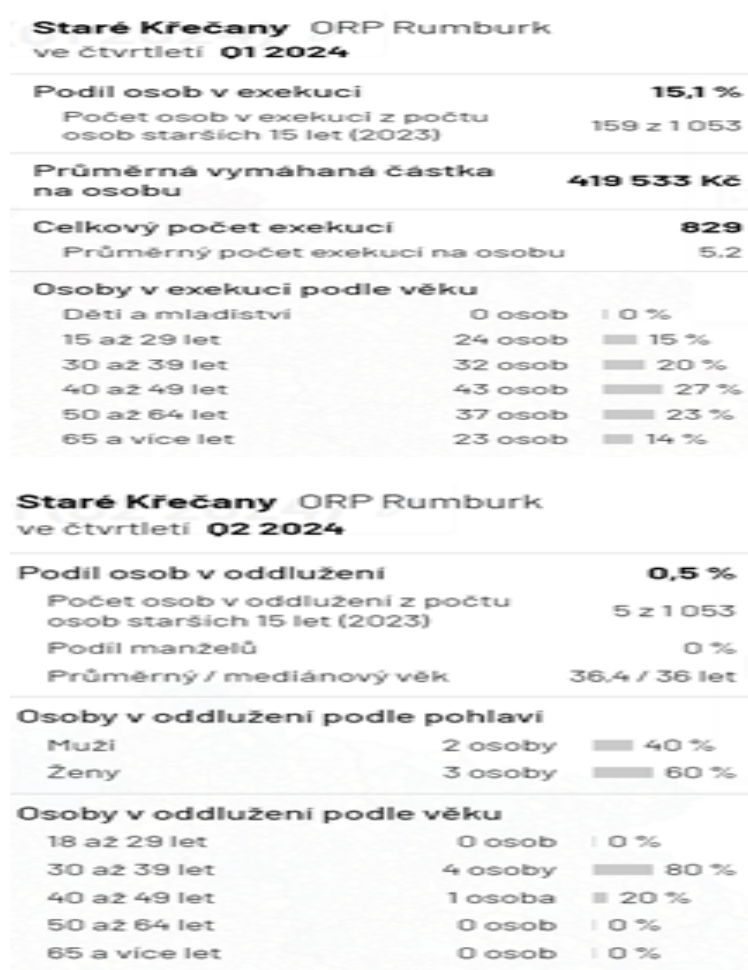 Staré Křečany ORP Rumburk
ve čtvrtletí Q1 2024
Podíl osob v exekuci 15,1 %
Počet osob v exekuci z počtu
osob starších 15 let (2023) 159 z 1 053
Průměrná vymáhaná částka
na osobu 419 533 Kč
Celkový počet exekucí 829
Průměrný počet exekucí na osobu 5.2
Osoby v exekuci podle věku
Děti a mladiství 0 osob 0 %
15 až 29 let 24 osob 15 %
30 až 39 let 32 osob 20 %
40 až 49 let 43 osob 27 %
50 až 64 let 37 osob 23 %
65 a více let 23 osob 14 %
Staré Křečany ORP Rumburk
ve čtvrtletí Q2 2024
Podíl osob v oddlužení 0,5 %
Počet osob v oddlužení z počtu
osob starších 15 let (2023) 5 z 1 053
Podíl manželů 0 %
Průměrný / mediánový věk 36.4 / 36 let
Osoby v oddlužení podle pohlaví
Muži 2 osoby 40 %
Ženy 3 osoby 60 %
Osoby v oddlužení podle věku
18 až 29 let 0 osob 0 %
30 až 39 let 4 osoby 80 %
40 až 49 let 1 osoba 20 %
50 až 64 let 0 osob 0 %
65 a více let 0 osob 0 %